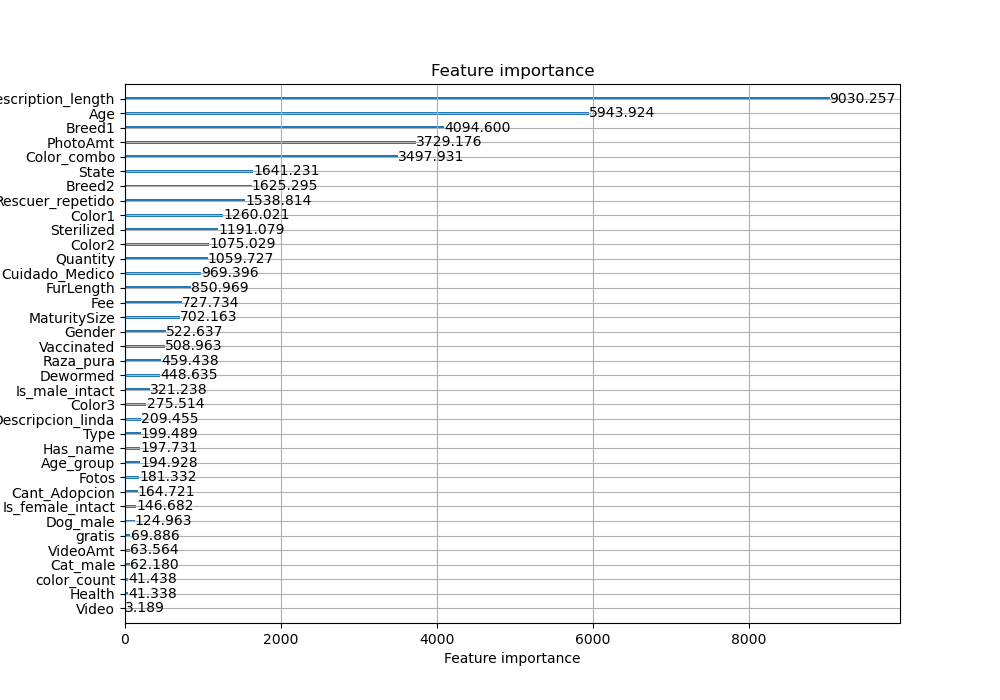 Feature importance
escription_length 9030.257
Age 5943.924
Breed1 4094.600
PhotoAmt 3729.176
Color_combo 3497.931
State 1641.231
Breed2 1625.295
Rescuer_repetido 1538.814
Color1 1260.021
Sterilized 1191.079
Color2 1075.029
Quantity 1059.727
Cuidado_Medico 969.396
FurLength 850.969
Fee 727.734
MaturitySize 702.163
Gender 522.637
Vaccinated 508.963
Raza_pura 459.438
Dewormed 448.635
Is_male_intact 321.238
Color3 275.514
Descripcion_linda 209.455
Type 199.489
Has_name 197.731
Age_group 194.928
Fotos 181.332
Cant_Adopcion 164.721
Is_female_intact 146.682
Dog_male 124.963
gratis 69.886
VideoAmt 63.564
Cat_male 62.180
color_count 41.438
Health 41.338
Video 3.189
0 2000 4000 6000 8000
Feature importance